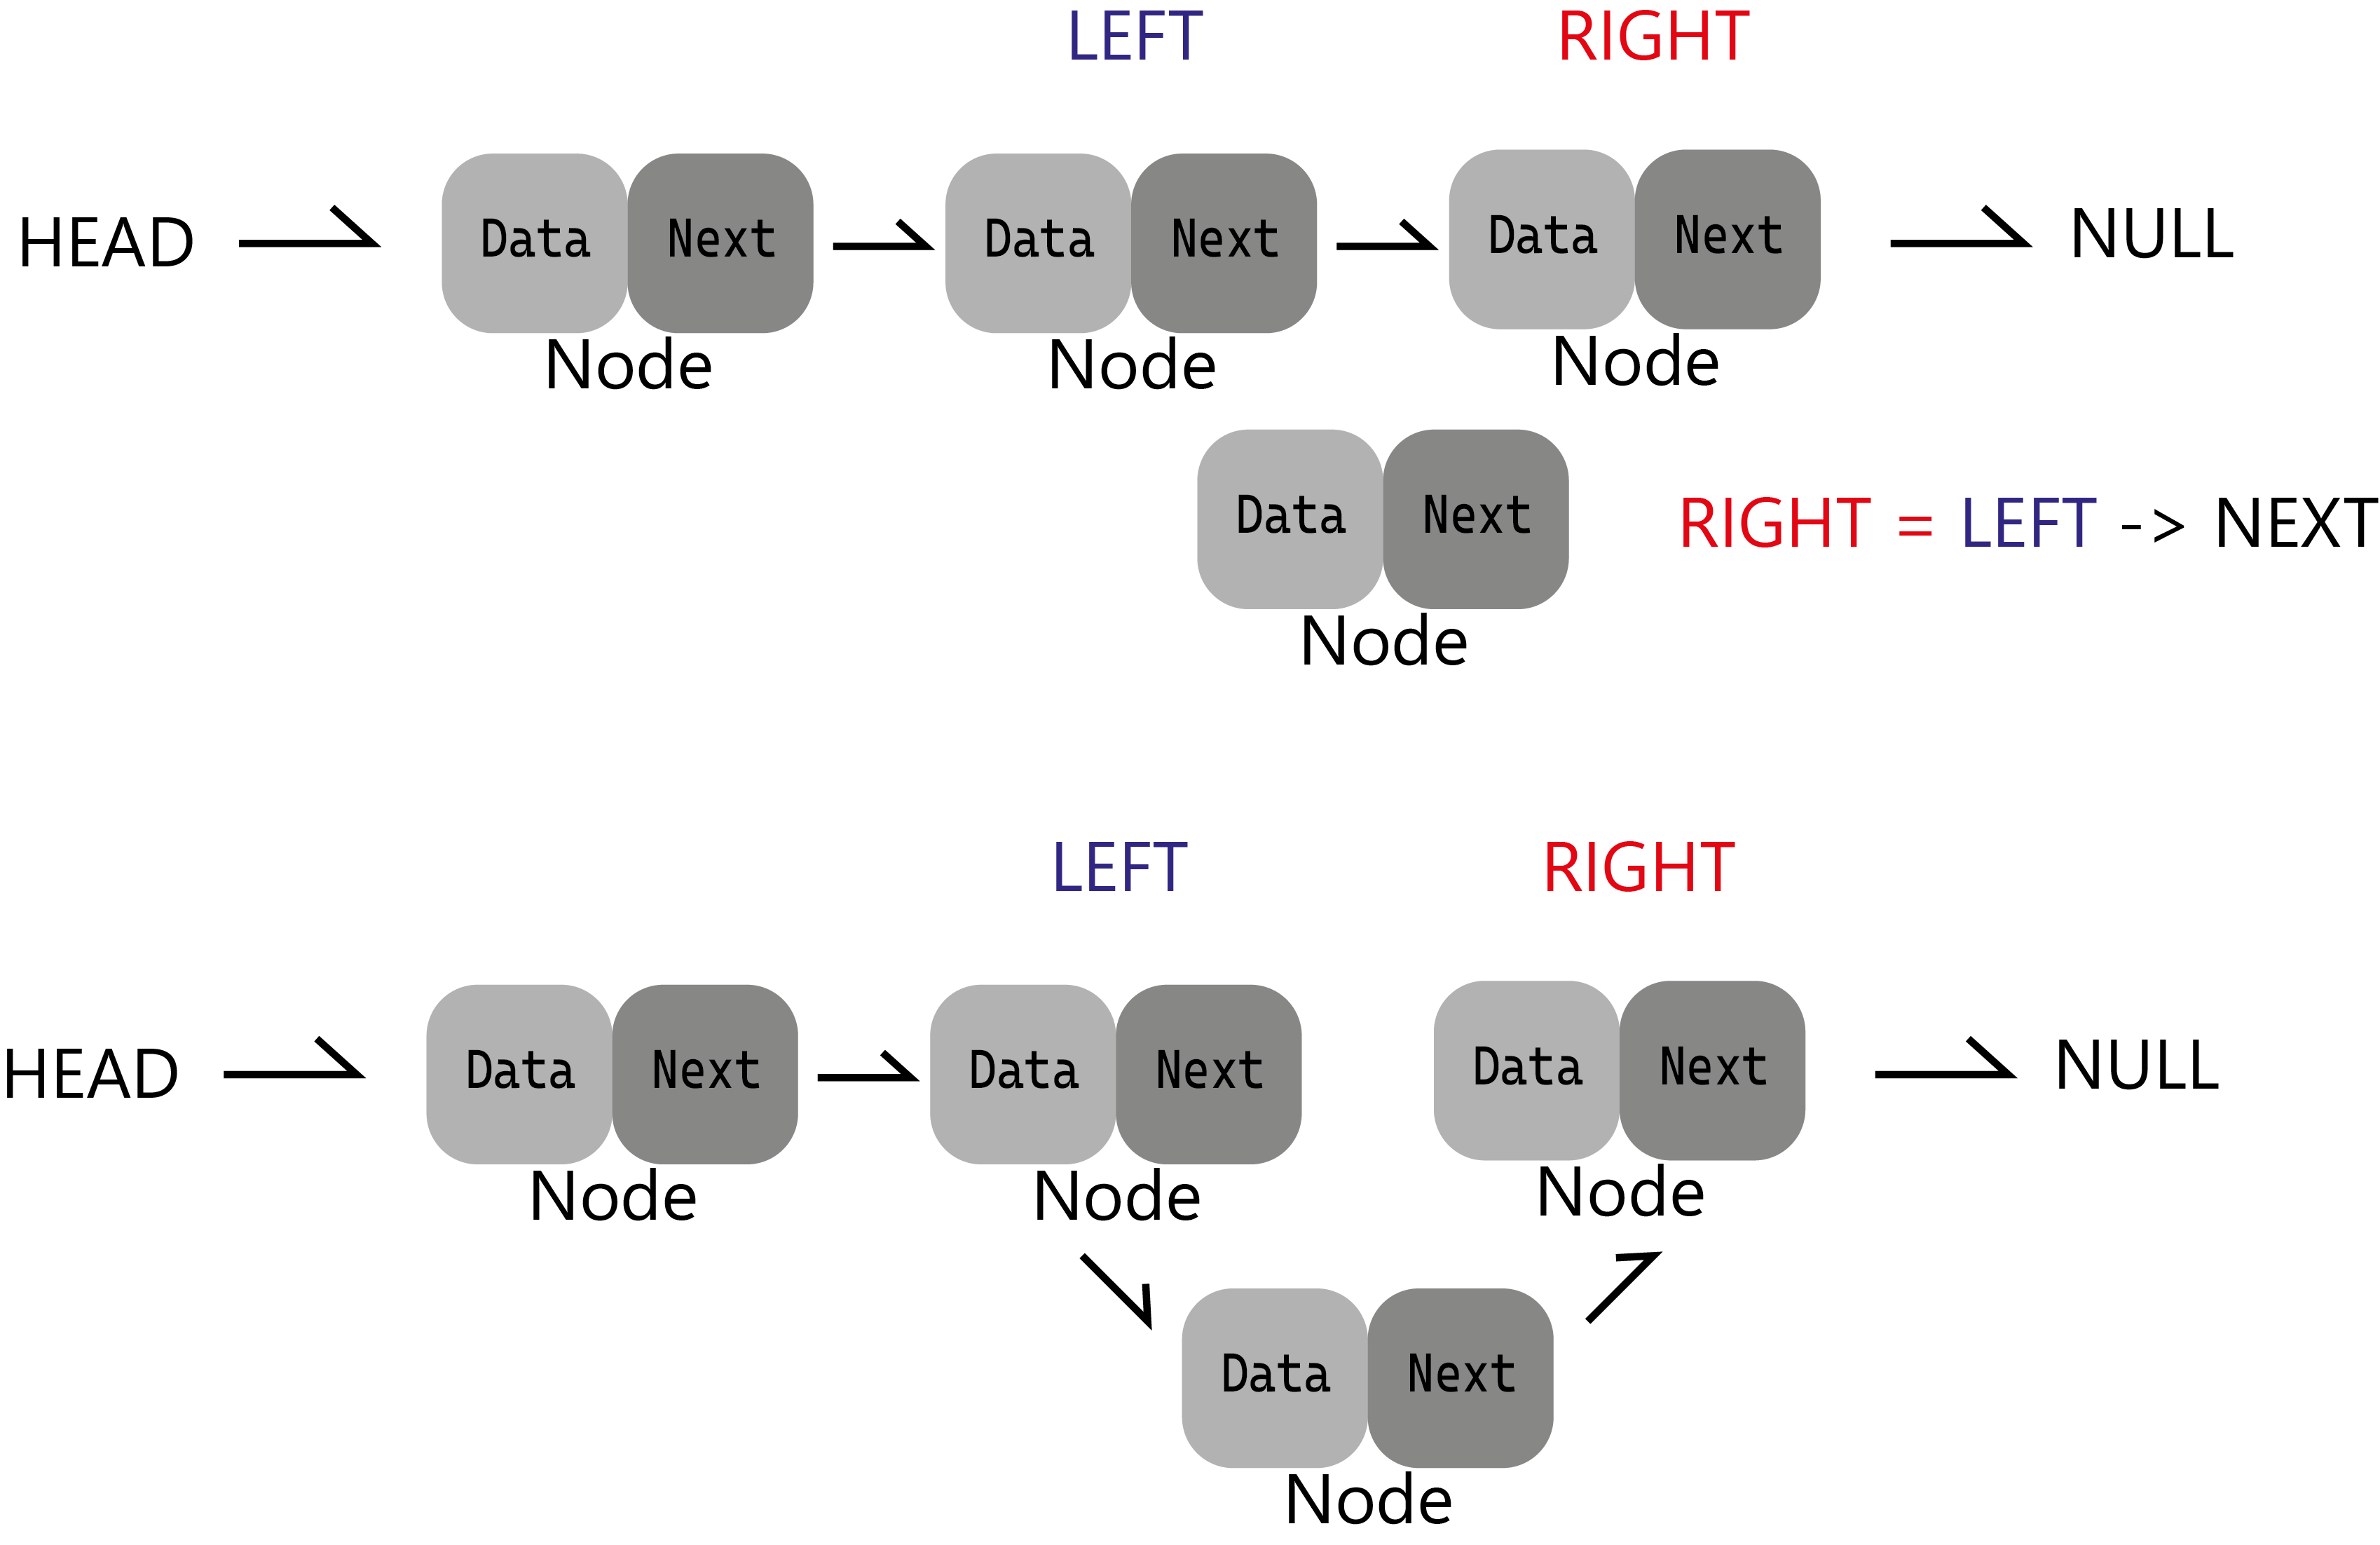 LEFT RIGHT
HEAD Data Next Data Next Data Next NULL
Node Node Node
Data Next RIGHT = LEFT -> NEXT
Node
LEFT RIGHT
HEAD Data Next Data Next Data Next NULL
Node Node Node
Data Next
Node